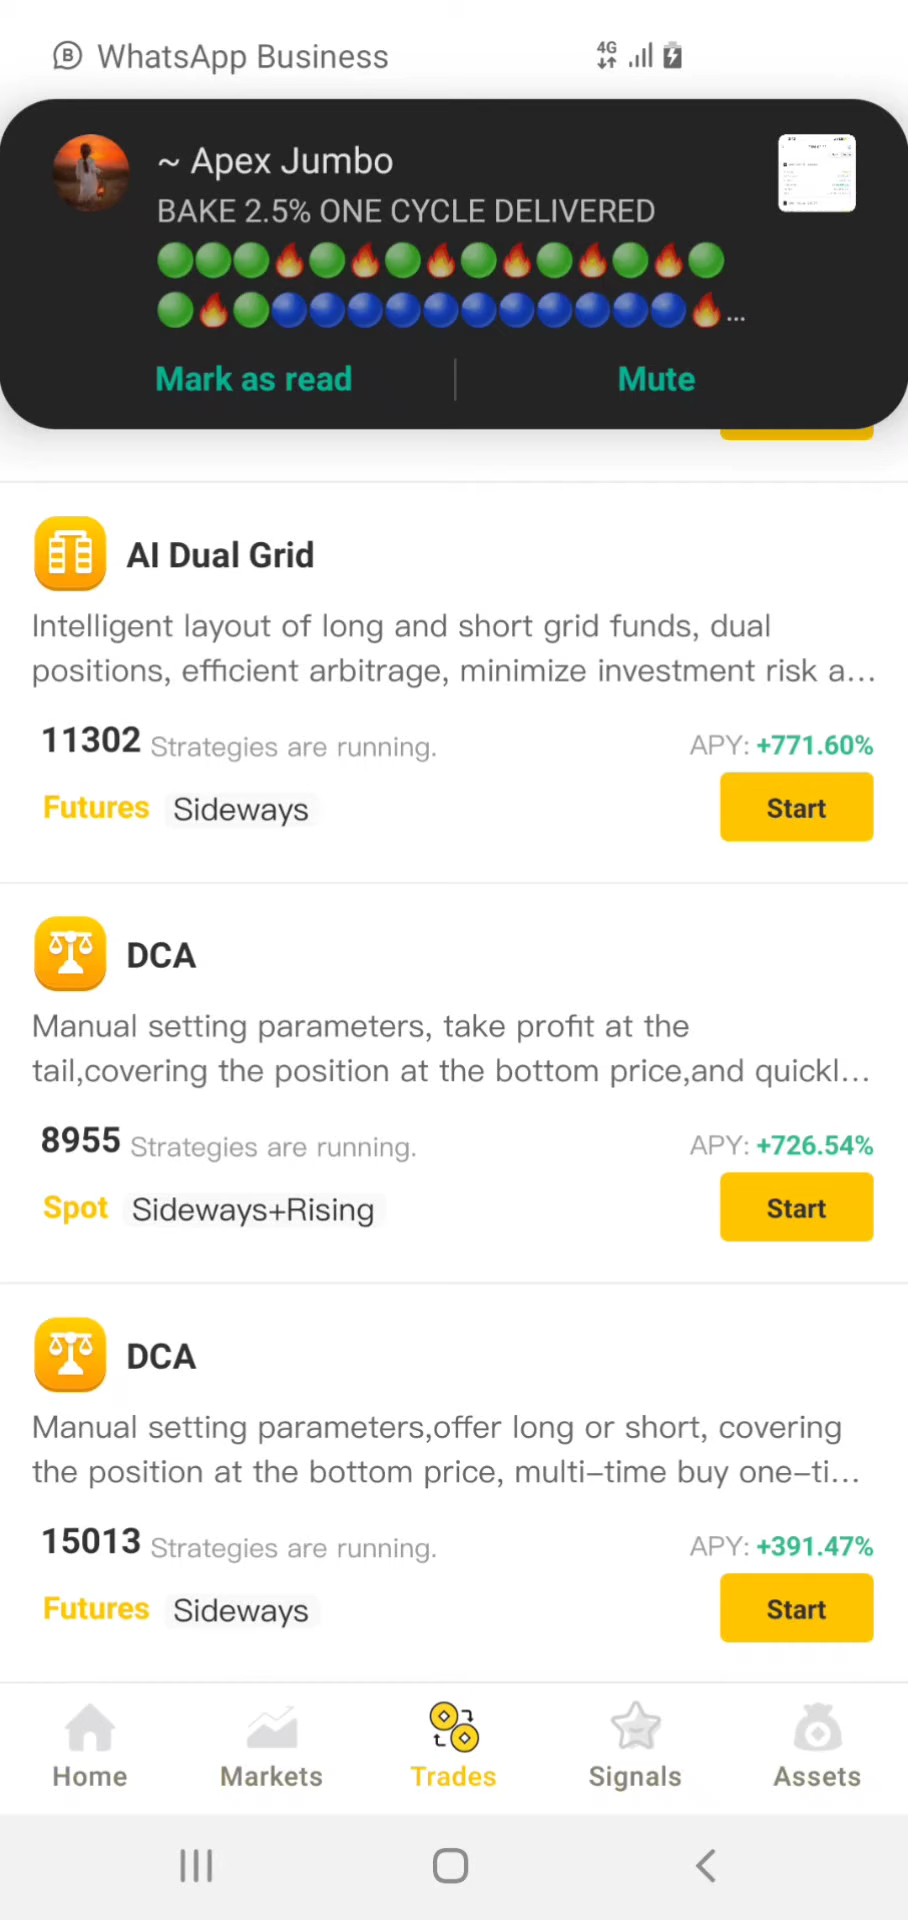 WhatsApp Business
4G
~ Apex Jumbo
BAKE 2.5% ONE CYCLE DELIVERED
🟢🟢🟢🔥🟢🔥🟢🔥🟢🔥🟢🔥🟢🔥🟢
🟢🔥🟢🔵🔵🔵🔵🔵🔵🔵🔵🔵🔵🔵🔥...
Mark as read
Mute
AI Dual Grid
Intelligent layout of long and short grid funds, dual
positions, efficient arbitrage, minimize investment risk a...
11302 Strategies are running.
APY: +771.60%
Futures Sideways
Start
DCA
Manual setting parameters, take profit at the
tail,covering the position at the bottom price,and quickl...
8955 Strategies are running.
APY: +726.54%
Spot Sideways+Rising
Start
DCA
Manual setting parameters,offer long or short, covering
the position at the bottom price, multi–time buy one–ti...
15013 Strategies are running.
APY: +391.47%
Futures Sideways
Start
Home
Markets
Trades
Signals
Assets